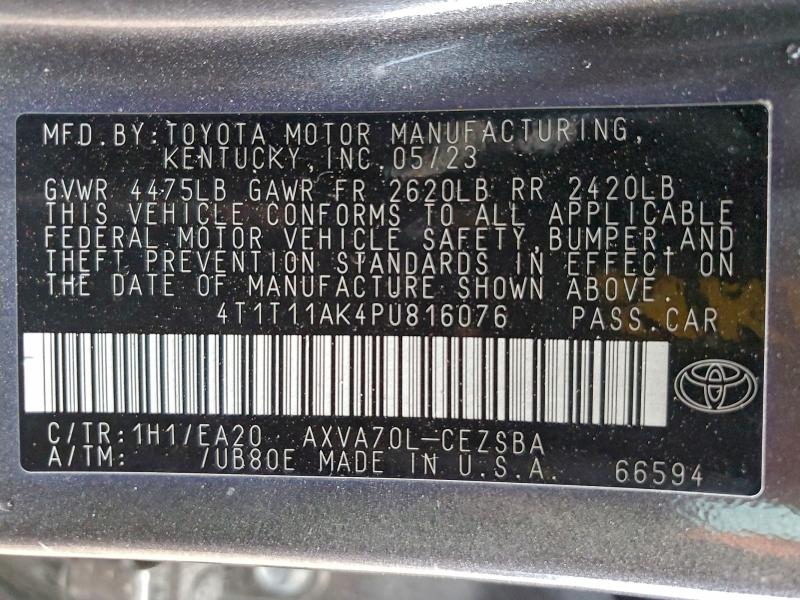 MFD. BY: TOYOTA MOTOR MANUFACTURING,
KENTUCKY, INC. 05/23
GVWR 4475LB GAWR FR 2620LB RR 2420LB
THIS VEHICLE CONFORMS TO ALL APPLICABLE
FEDERAL MOTOR VEHICLE SAFETY, BUMPER, AND
THEFT PREVENTION STANDARDS IN EFFECT ON
THE DATE OF MANUFACTURE SHOWN ABOVE.
4T1T11AK4PU816076 PASS. CAR
C/TR: 1H1/EA20 AXVA70L-CEZSBA
A/TM: /UB80E MADE IN U.S.A. 66594